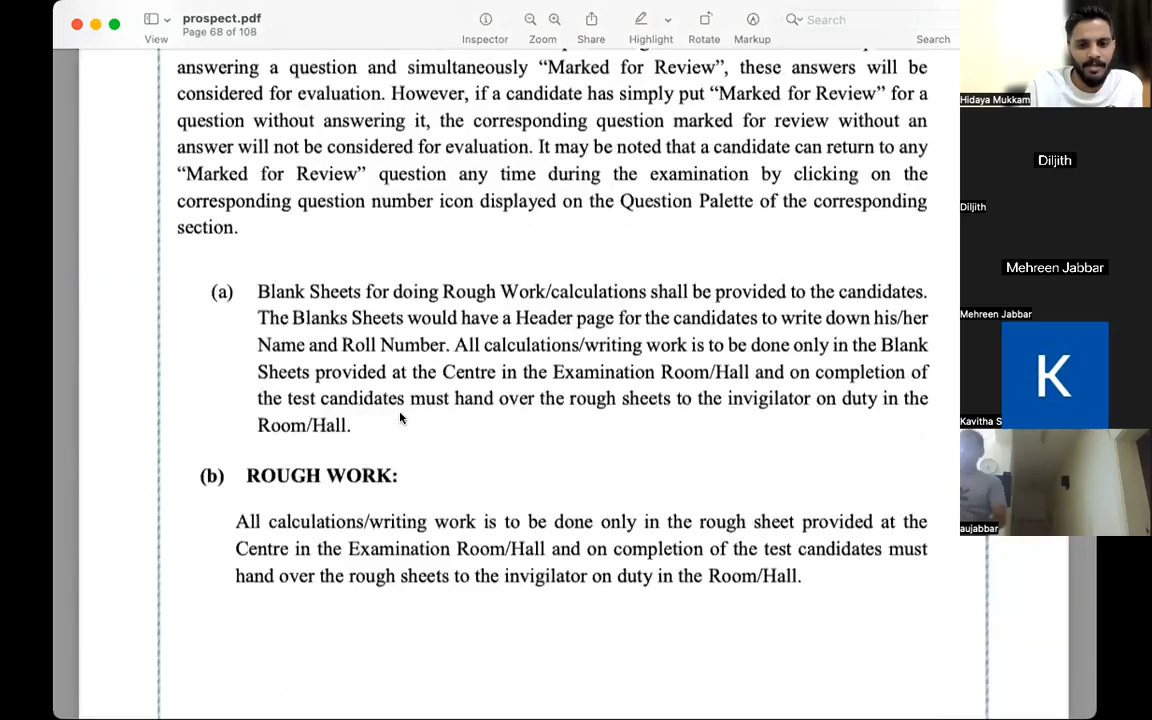 prospect.pdf
Page 68 of 108
View
Inspector
Zoom
Share
Highlight
Rotate
Markup
Search
Search
answering a question and simultaneously “Marked for Review”, these answers will be
considered for evaluation. However, if a candidate has simply put “Marked for Review” for a
question without answering it, the corresponding question marked for review without an
answer will not be considered for evaluation. It may be noted that a candidate can return to any
“Marked for Review” question any time during the examination by clicking on the
corresponding question number icon displayed on the Question Palette of the corresponding
section.
(a) Blank Sheets for doing Rough Work/calculations shall be provided to the candidates.
The Blanks Sheets would have a Header page for the candidates to write down his/her
Name and Roll Number. All calculations/writing work is to be done only in the Blank
Sheets provided at the Centre in the Examination Room/Hall and on completion of
the test candidates must hand over the rough sheets to the invigilator on duty in the
Room/Hall.
(b) ROUGH WORK:
All calculations/writing work is to be done only in the rough sheet provided at the
Centre in the Examination Room/Hall and on completion of the test candidates must
hand over the rough sheets to the invigilator on duty in the Room/Hall.
Hidaya Mukkam
Diljith
Diljith
Mehreen Jabbar
Mehreen Jabbar
K
Kavitha S
aujabbar